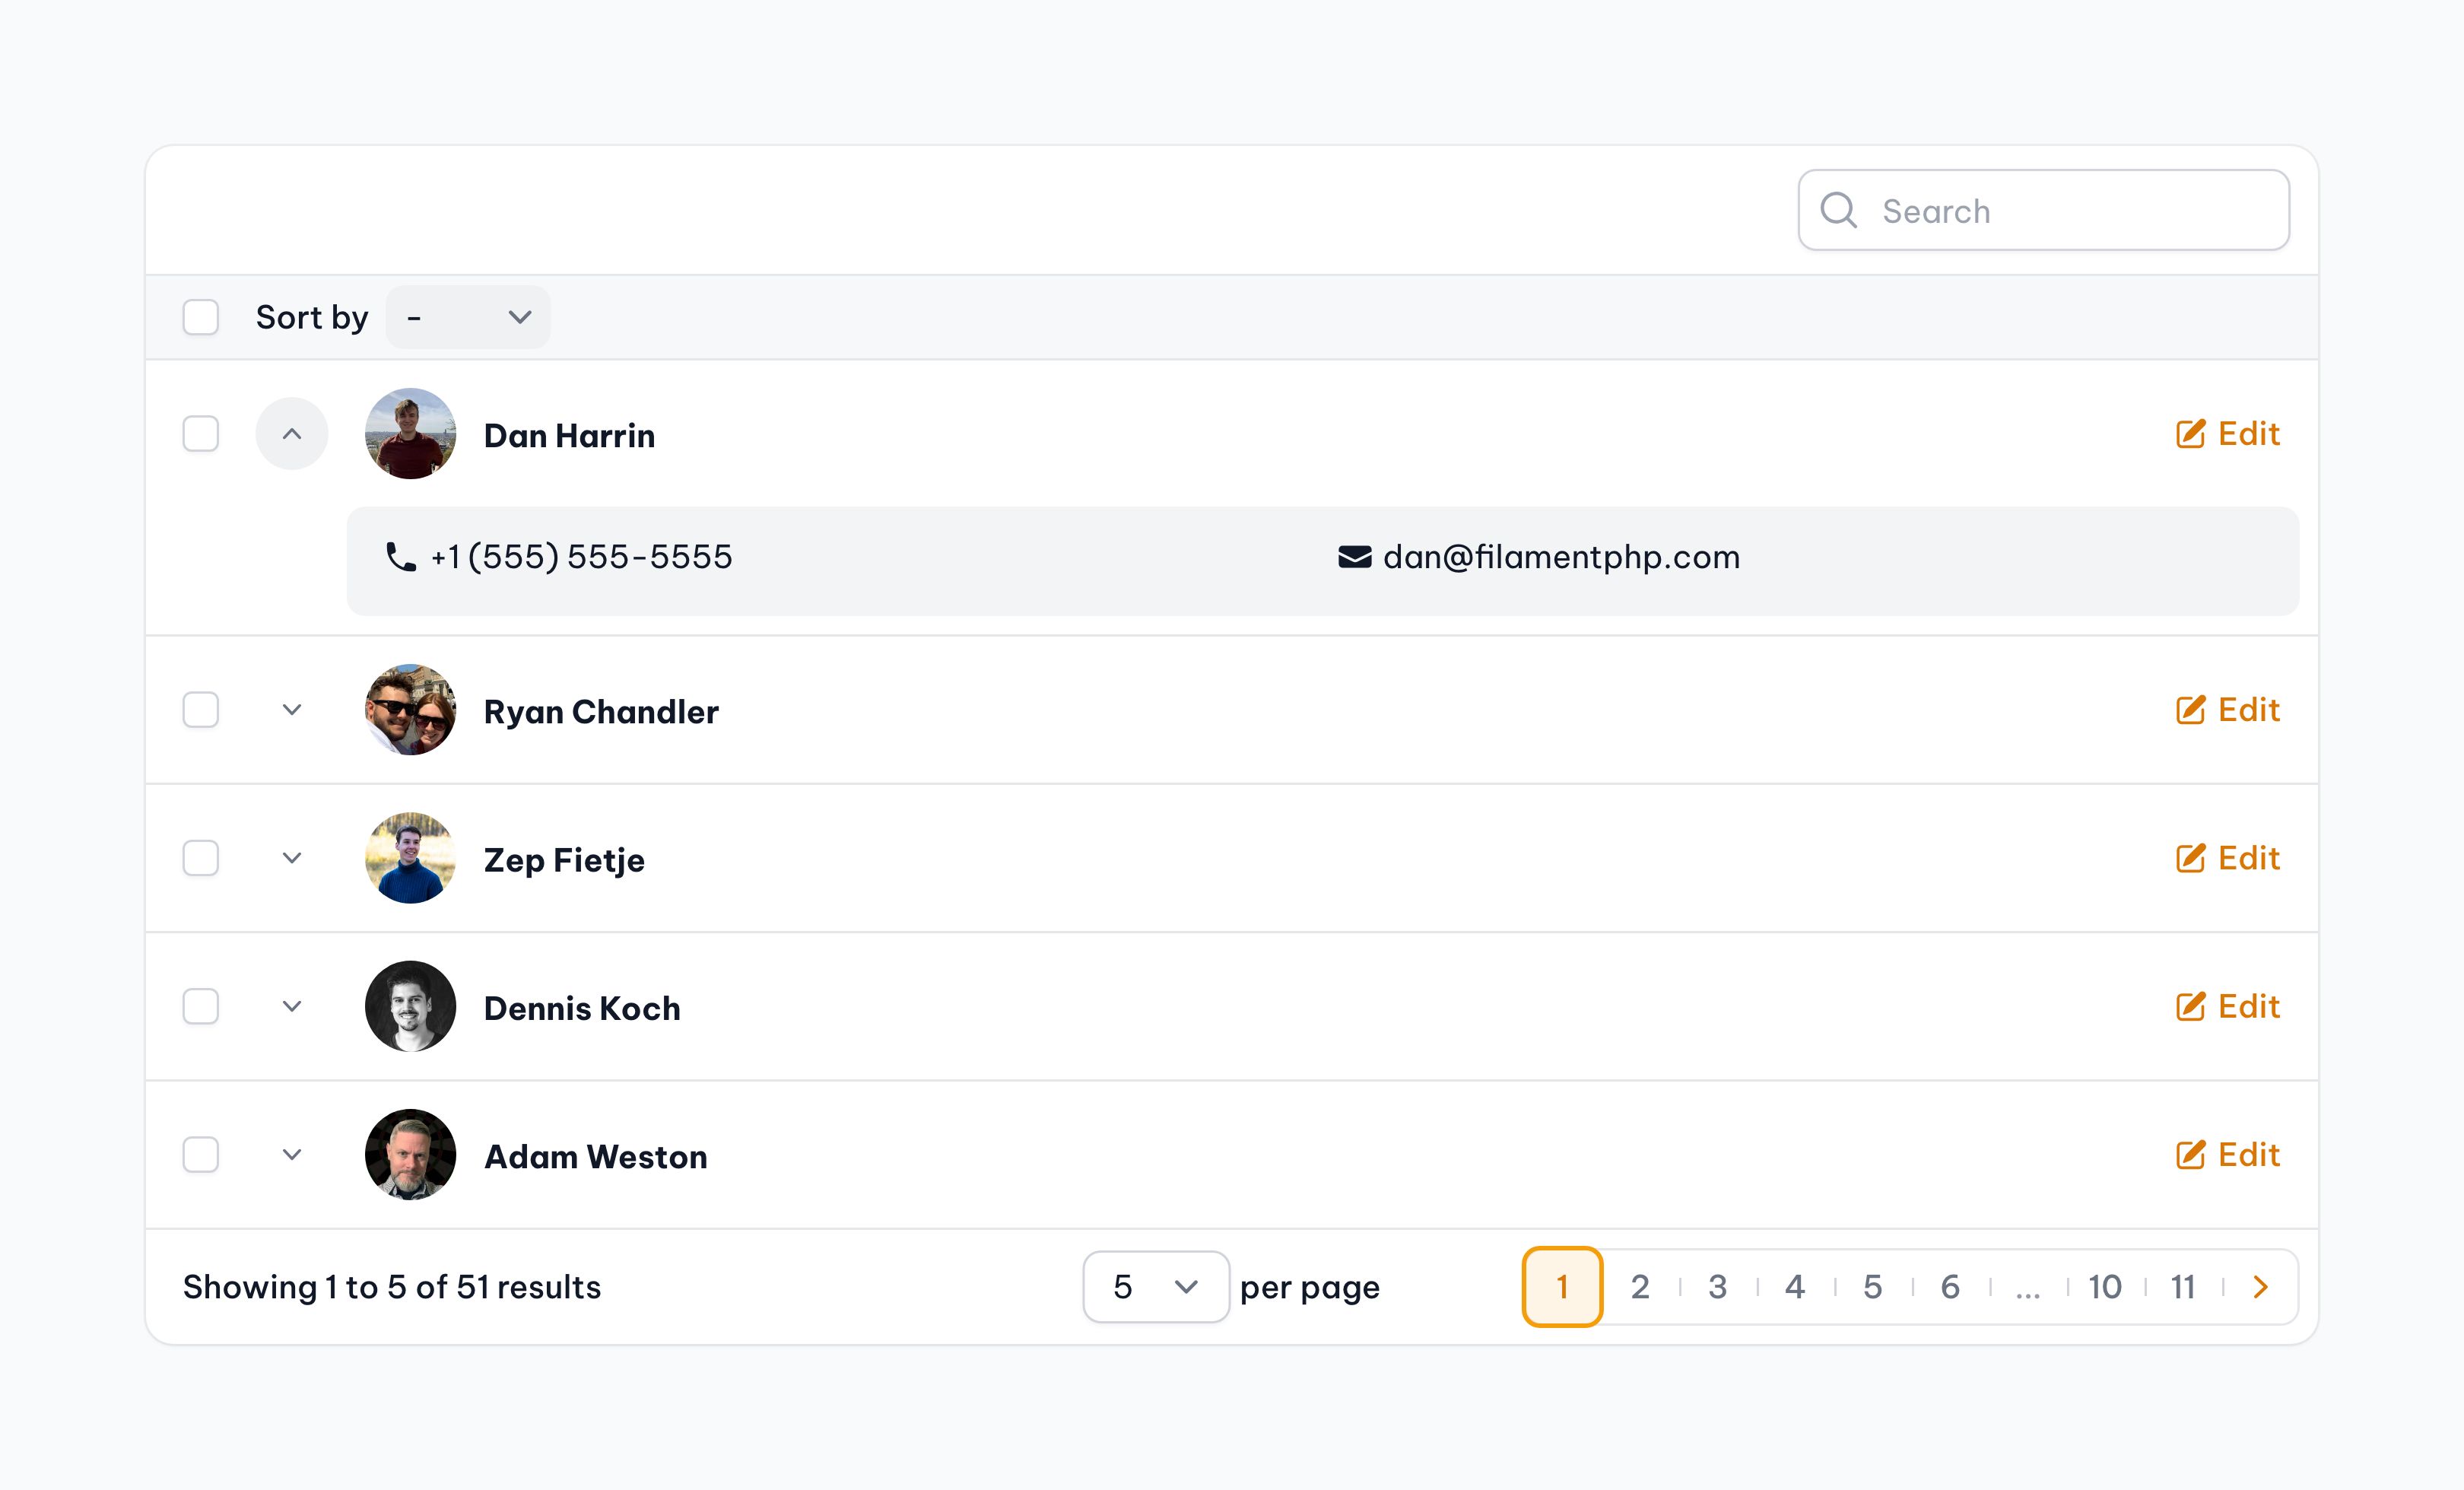 Search
Sort by -
Dan Harrin Edit
+1 (555) 555-5555 dan@filamentphp.com
Ryan Chandler Edit
Zep Fietje Edit
Dennis Koch Edit
Adam Weston Edit
Showing 1 to 5 of 51 results 5 per page 1 2 3 4 5 6 ... 10 11